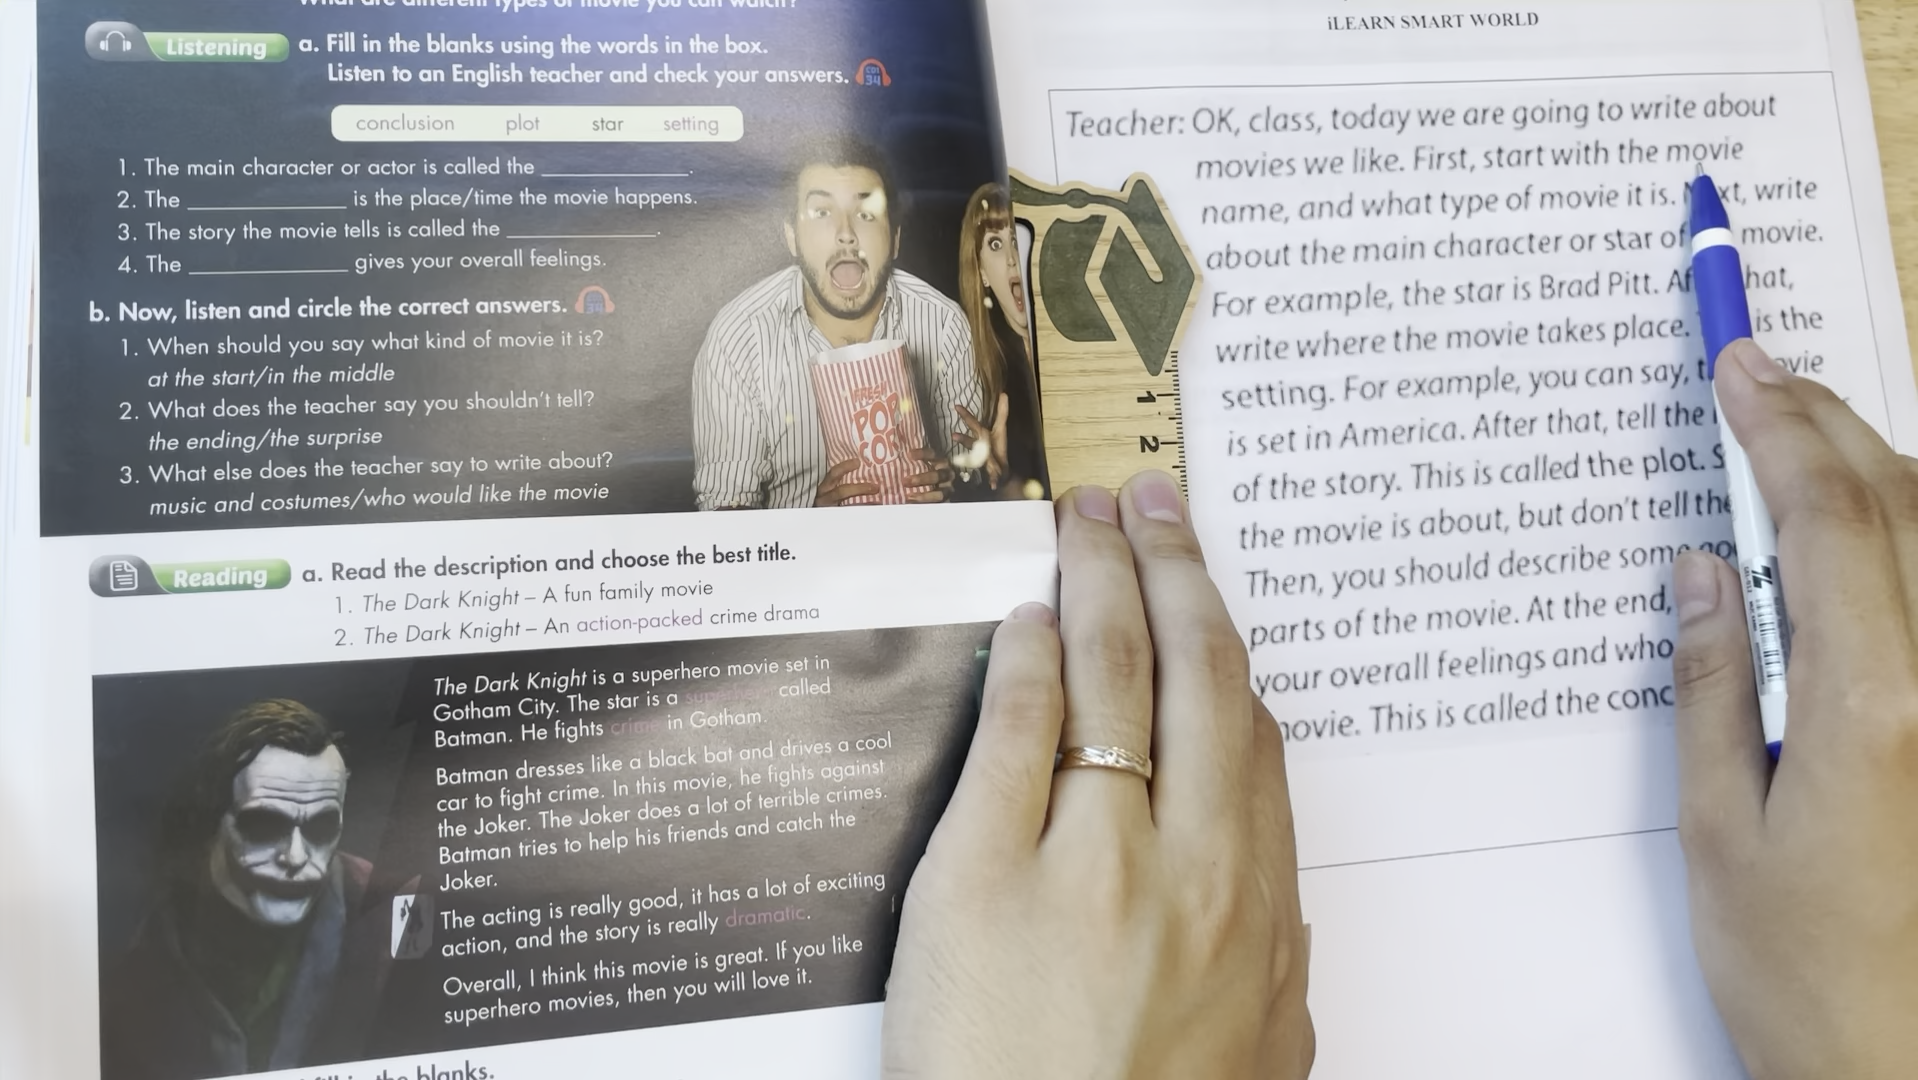 Listening
a. Fill in the blanks using the words in the box.
Listen to an English teacher and check your answers.
CD1
34
conclusion plot star setting
1. The main character or actor is called the ____________.
2. The ____________ is the place/time the movie happens.
3. The story the movie tells is called the ____________.
4. The ____________ gives your overall feelings.
b. Now, listen and circle the correct answers.
1. When should you say what kind of movie it is?
at the start/in the middle
2. What does the teacher say you shouldn't tell?
the ending/the surprise
3. What else does the teacher say to write about?
music and costumes/who would like the movie
FRESH
POP
CORN
Reading
a. Read the description and choose the best title.
1. The Dark Knight – A fun family movie
2. The Dark Knight – An action-packed crime drama
The Dark Knight is a superhero movie set in
Gotham City. The star is a superhero called
Batman. He fights crime in Gotham.
Batman dresses like a black bat and drives a cool
car to fight crime. In this movie, he fights against
the Joker. The Joker does a lot of terrible crimes.
Batman tries to help his friends and catch the
Joker.
The acting is really good, it has a lot of exciting
action, and the story is really dramatic.
Overall, I think this movie is great. If you like
superhero movies, then you will love it.
the blanks.
1
2
iLEARN SMART WORLD
Teacher: OK, class, today we are going to write about
movies we like. First, start with the movie
name, and what type of movie it is. write
about the main character or star of movie.
For example, the star is Brad Pitt.
write where the movie takes place. is the
setting. For example, you can say,
is set in America. After that, tell the
of the story. This is called the plot.
the movie is about, but don't tell the
Then, you should describe some
parts of the movie. At the end,
your overall feelings and who
movie. This is called the